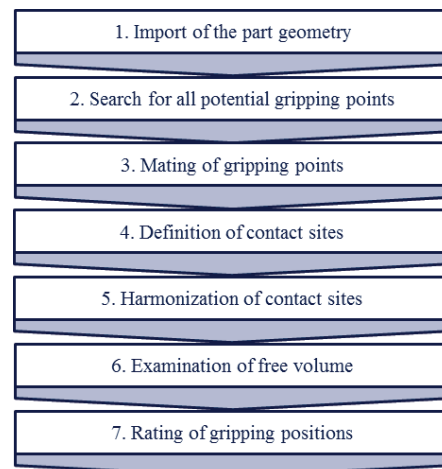 1. Import of the part geometry
2. Search for all potential gripping points
3. Mating of gripping points
4. Definition of contact sites
5. Harmonization of contact sites
6. Examination of free volume
7. Rating of gripping positions